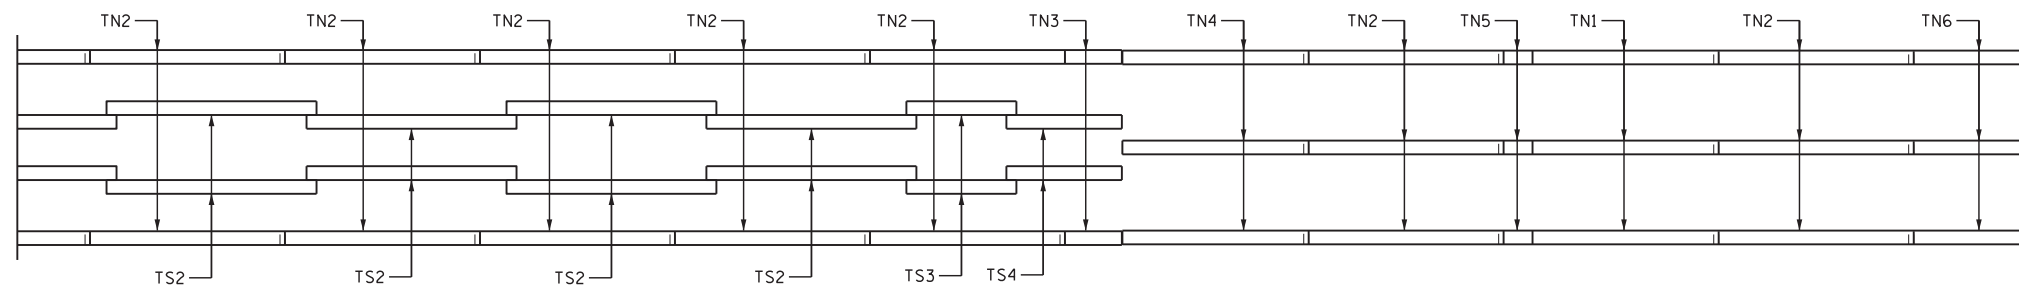 TN2 TN2 TN2 TN2 TN2 TN3 TN4 TN2 TN5 TN1 TN2 TN6
TS2 TS2 TS2 TS2 TS3 TS4